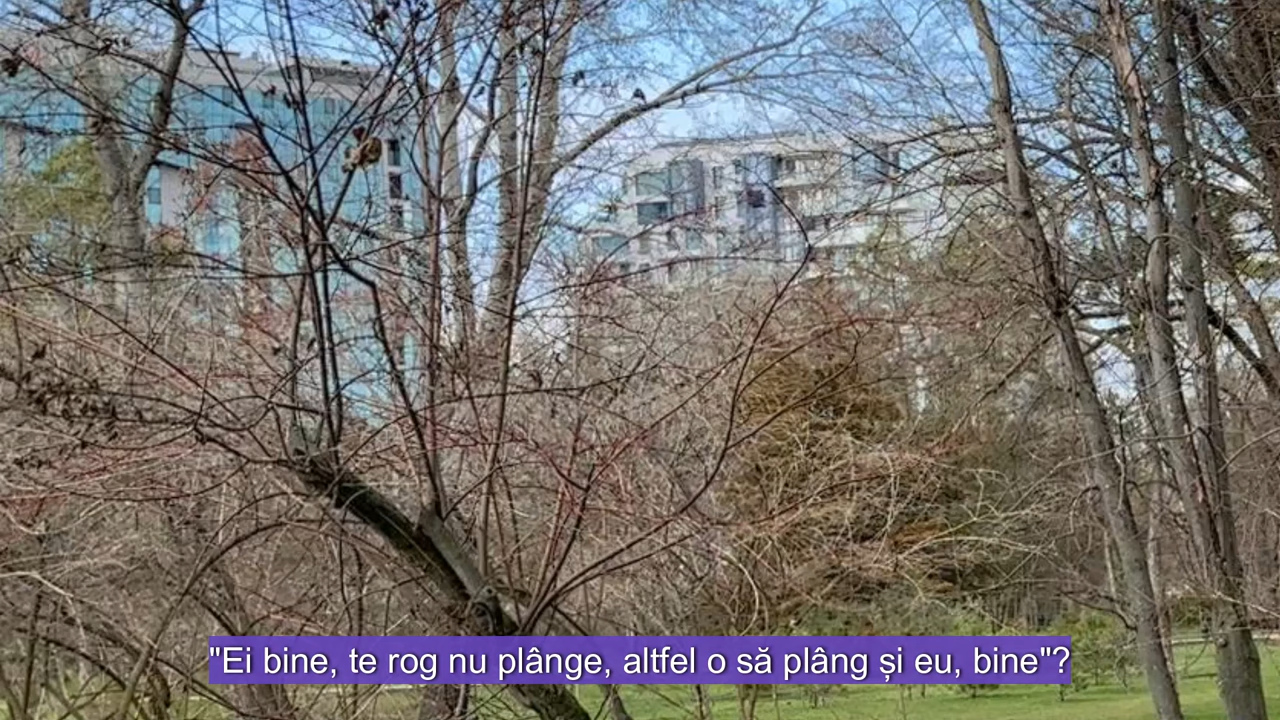 "Ei bine, te rog nu plânge, altfel o să plâng și eu, bine"?